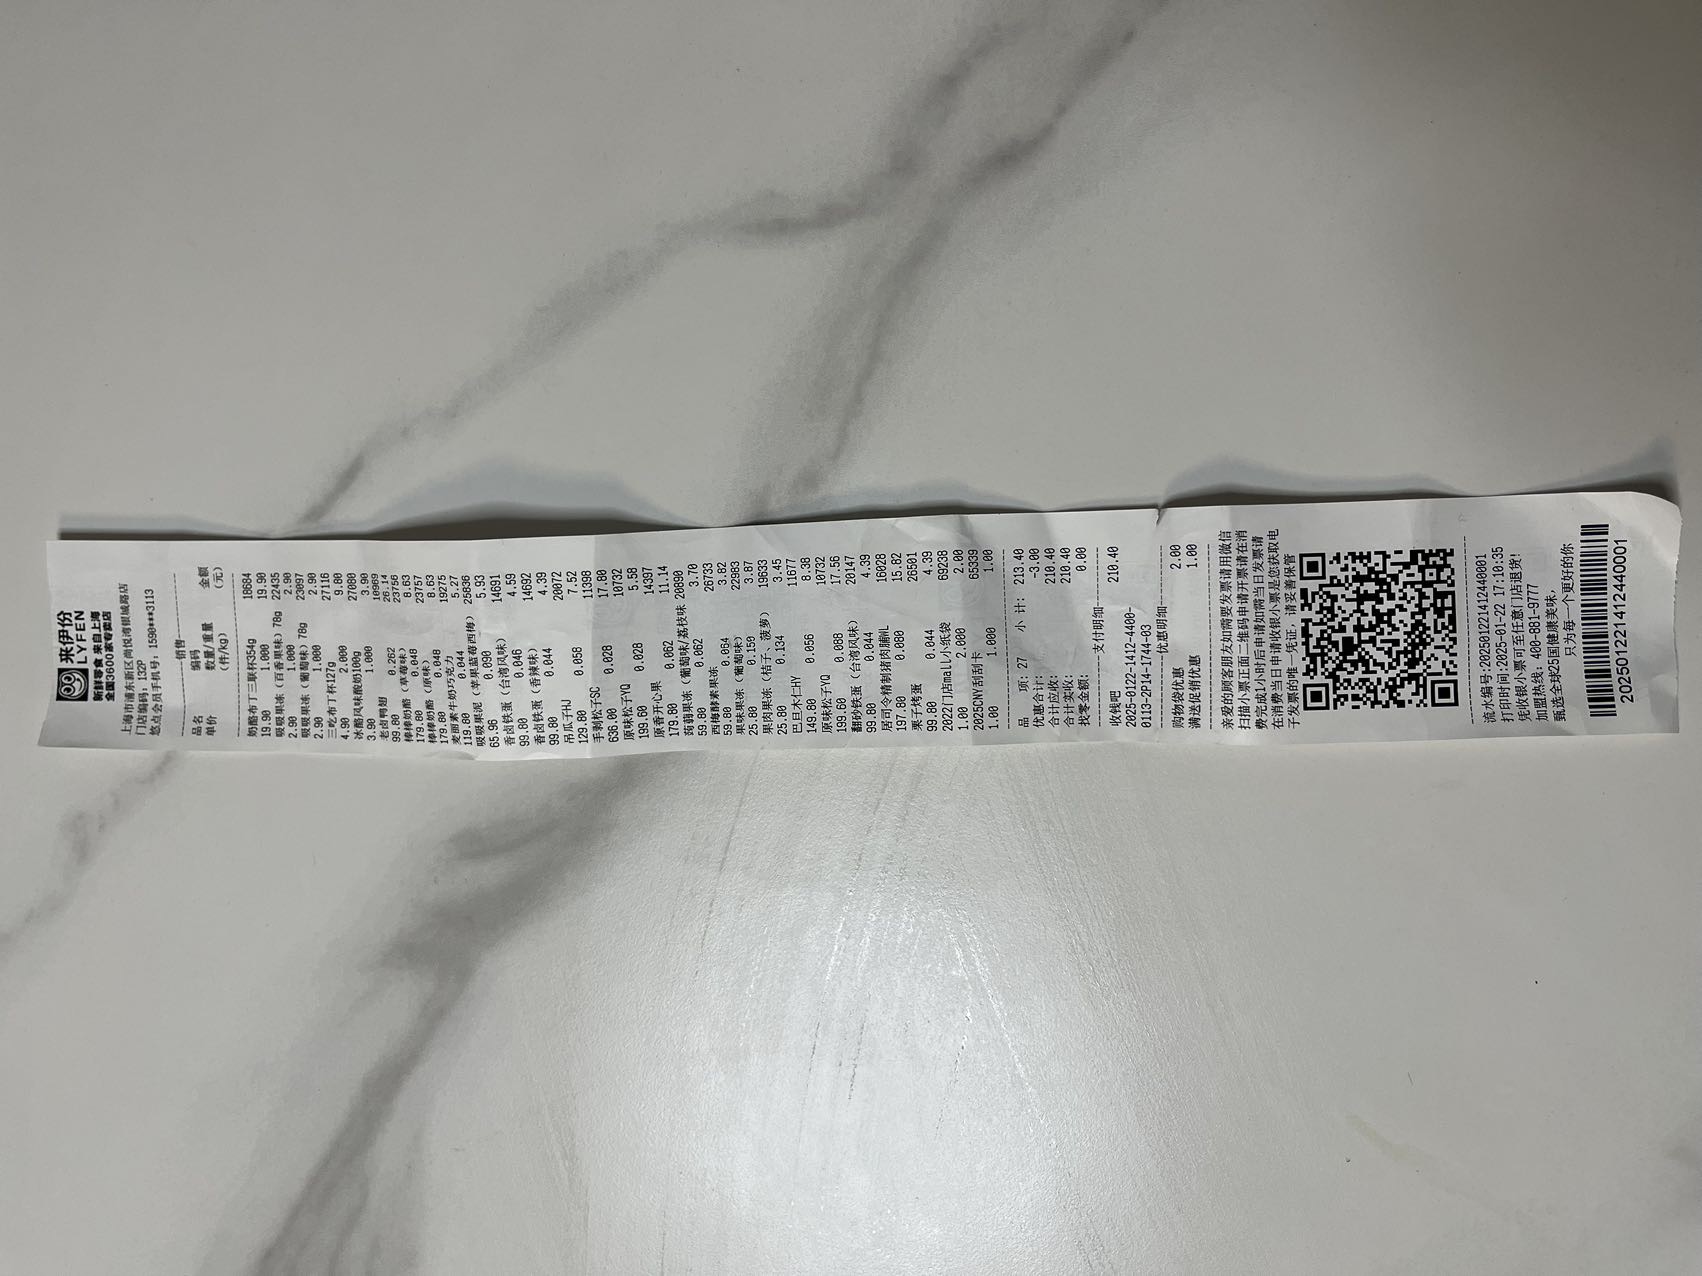 来伊份
LYFEN
新鲜零食 来自上海
全国3600家专卖店
上海市浦东新区尚悦湾银城路店
门店编码: 132P
悠点会员手机号: 1590***3113
销售
品名 编码 金额
单价 数量/重量 (元)
(件/kg)
奶酪布丁三联杯354g 18684
19.90 1.000 19.90
吸吸果冻（百香果味）78g 22435
2.90 1.000 2.90
吸吸果冻（葡萄味）78g 23097
2.90 1.000 2.90
三吃布丁杯127g 27116
4.90 2.000 9.80
冰酪风味酸奶100g 27080
3.90 1.000 3.90
老卤鸭翅 10969
99.80 0.262 26.14
棒棒奶酪（草莓味） 23756
179.80 0.048 8.63
棒棒奶酪（原味） 23757
179.80 0.048 8.63
麦丽素牛奶巧克力 19275
119.80 0.044 5.27
吸吸果泥（苹果蓝莓西梅） 25836
65.96 0.090 5.93
香卤铁蛋（台湾风味） 14691
99.80 0.046 4.59
香卤铁蛋（香辣味） 14692
99.80 0.044 4.39
吊瓜子HJ 20072
129.80 0.058 7.52
手剥松子SC 11398
636.00 0.028 17.80
原味松子YQ 10732
199.60 0.028 5.58
原香开心果 14397
179.80 0.062 11.14
蒟蒻果冻（葡萄味/荔枝味 20890
59.80 0.062 3.70
西梅酵素果冻 20733
59.80 0.064 3.82
果味果冻（葡萄味） 22983
25.80 0.150 3.87
果肉果冻（桔子、菠萝） 19633
25.80 0.134 3.45
巴旦木仁HY 11677
149.80 0.056 8.38
原味松子YQ 10732
199.60 0.088 17.56
翻砂铁蛋（台湾风味） 20147
99.80 0.044 4.39
居司令精制猪肉脯WL 16028
197.80 0.080 15.82
栗子烤蛋 26501
99.80 0.044 4.39
2022门店mall小纸袋 69238
1.00 2.000 2.00
2025CNY刮刮卡 65339
1.00 1.000 1.00
品 项: 27 小 计: 213.40
优惠合计: -3.00
合计应收: 210.40
合计实收: 210.40
找零金额: 0.00
支付明细
收钱吧 210.40
2025-0122-1412-4400-
0113-2P14-1744-03
优惠明细
购物袋优惠 2.00
满送促销优惠 1.00
亲爱的顾客朋友如需要发票请用微信
扫描小票正面二维码申请开票请在消
费完成1小时后申请如需当日发票请
在消费当日申请收银小票是您获取电
子发票的唯一凭证，请妥善保管
流水编号:2025012214124400​01
打印时间:2025-01-22 17:10:35
凭收银小票可至任意门店退货!
加盟热线: 400-881-9777
甄选全球25国健康美味，
只为每一个更好的你
202501221412440001